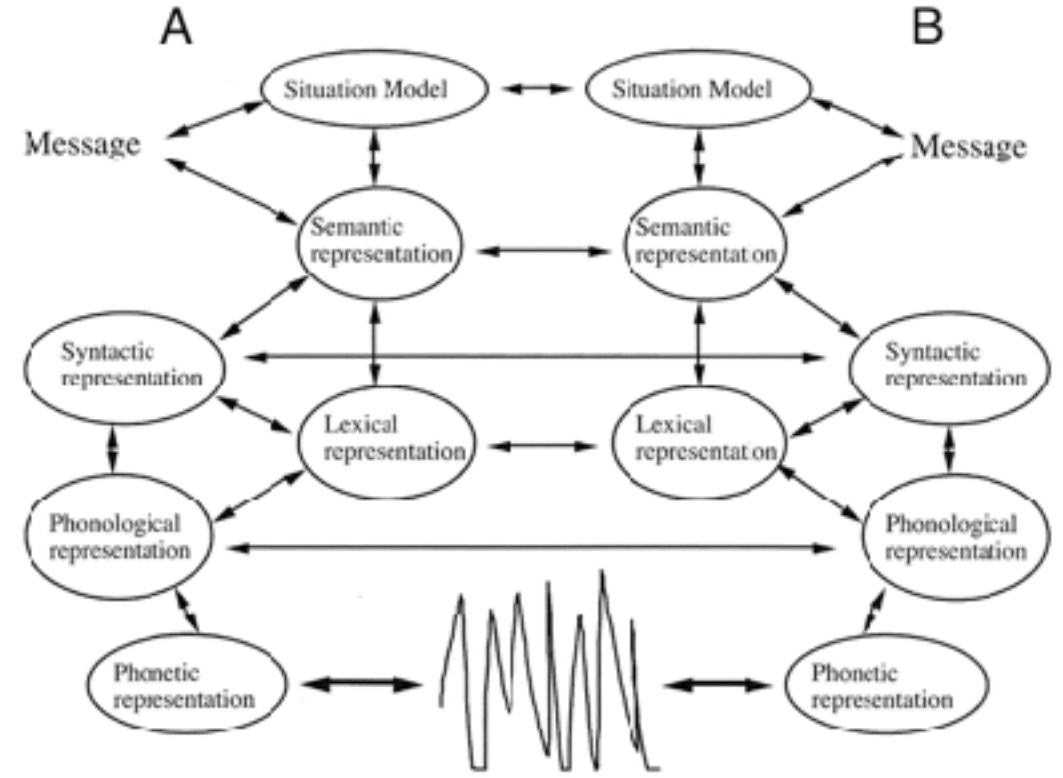 A
B
Situation Model
Situation Model
Message
Message
Semantic
representation
Semantic
representation
Syntactic
representation
Syntactic
representation
Lexical
representation
Lexical
representation
Phonological
representation
Phonological
representation
Phonetic
representation
Phonetic
representation